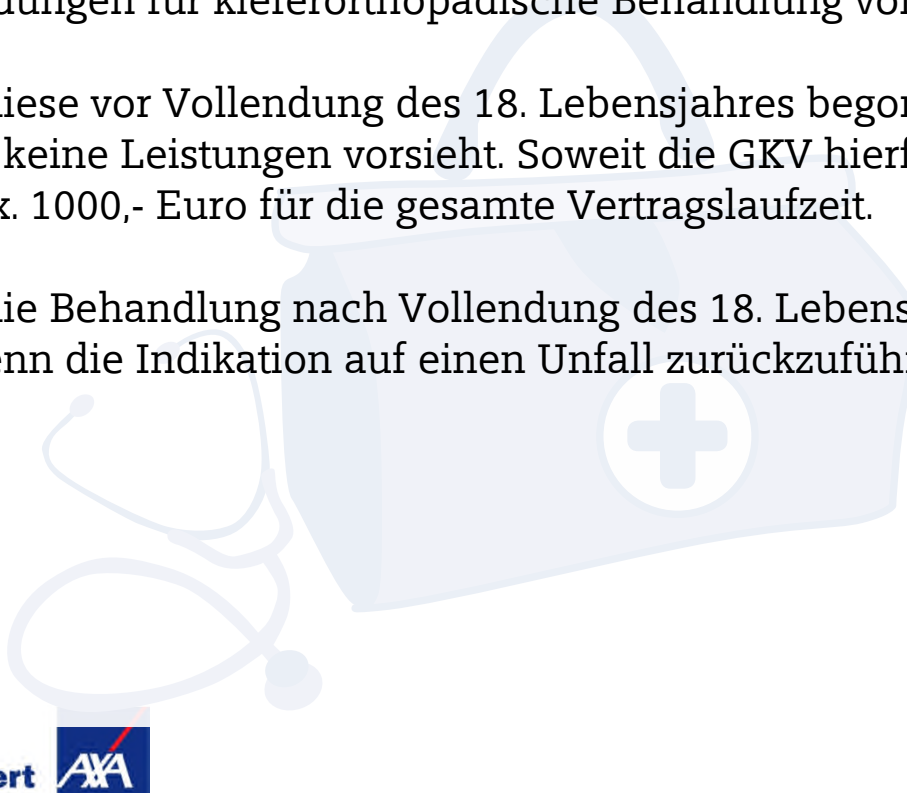 dungen für kieferorthopädische Behandlung vor
diese vor Vollendung des 18. Lebensjahres begon
keine Leistungen vorsieht. Soweit die GKV hierf
x. 1000,- Euro für die gesamte Vertragslaufzeit.
die Behandlung nach Vollendung des 18. Lebens
enn die Indikation auf einen Unfall zurückzuführ
ert AXA